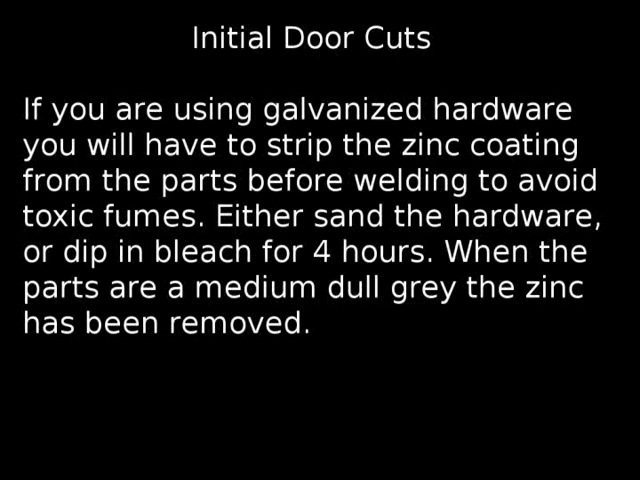 Initial Door Cuts
If you are using galvanized hardware
you will have to strip the zinc coating
from the parts before welding to avoid
toxic fumes. Either sand the hardware,
or dip in bleach for 4 hours. When the
parts are a medium dull grey the zinc
has been removed.